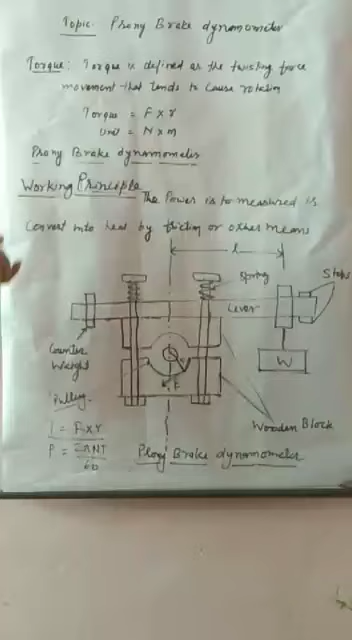 Topic. Prony Brake dynamometer
Torque: Torque is defined as the twisting force
movement that tends to cause rotation
Torque = F x r
Unit = N x m
Prony Brake dynamometer
Working Principle
The Power is to measured is
Convert into heat by friction or other means
l
Spring
Stops
Lever
Counter
Weight
W
F
Pulley
Wooden Block
T = F x r
P = 2πNT
60
Prony Brake dynamometer